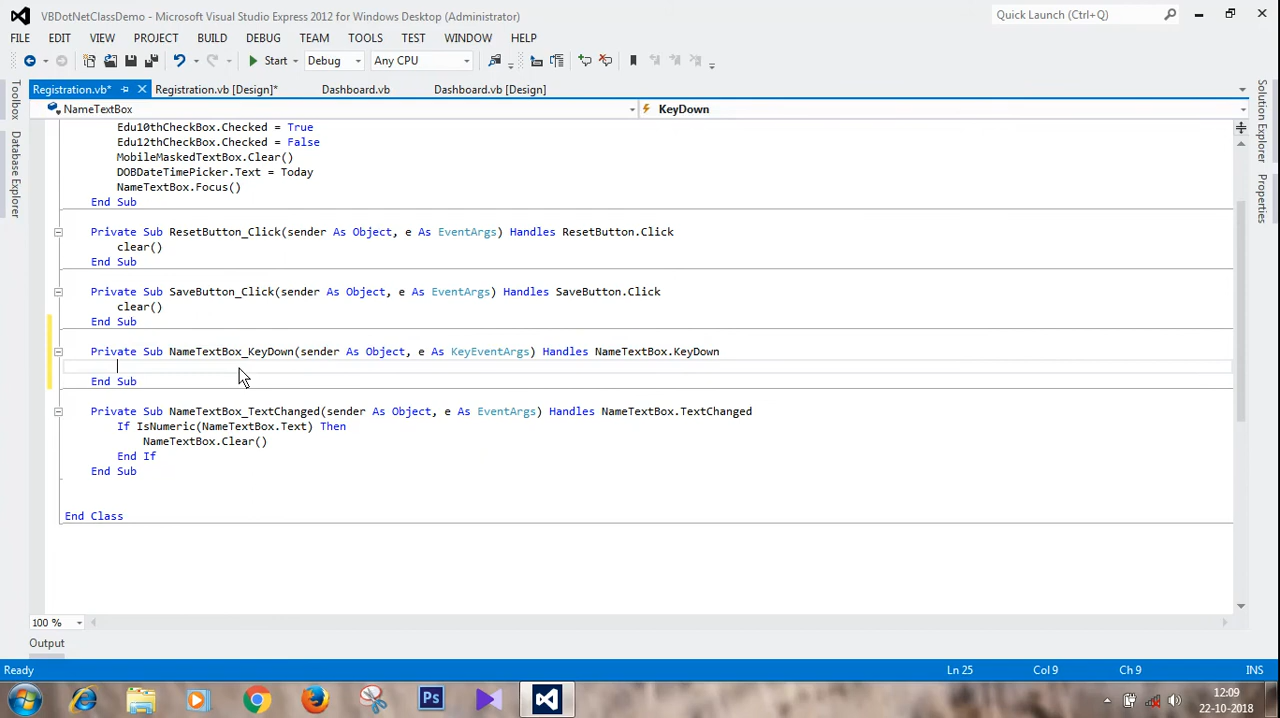 VBDotNetClassDemo - Microsoft Visual Studio Express 2012 for Windows Desktop (Administrator)
Quick Launch (Ctrl+Q)
FILE EDIT VIEW PROJECT BUILD DEBUG TEAM TOOLS TEST WINDOW HELP
Start Debug Any CPU
Registration.vb* Registration.vb [Design]* Dashboard.vb Dashboard.vb [Design]
NameTextBox KeyDown
Toolbox
Database Explorer
Solution Explorer
Properties
Edu10thCheckBox.Checked = True
Edu12thCheckBox.Checked = False
MobileMaskedTextBox.Clear()
DOBDateTimePicker.Text = Today
NameTextBox.Focus()
End Sub
Private Sub ResetButton_Click(sender As Object, e As EventArgs) Handles ResetButton.Click
clear()
End Sub
Private Sub SaveButton_Click(sender As Object, e As EventArgs) Handles SaveButton.Click
clear()
End Sub
Private Sub NameTextBox_KeyDown(sender As Object, e As KeyEventArgs) Handles NameTextBox.KeyDown
End Sub
Private Sub NameTextBox_TextChanged(sender As Object, e As EventArgs) Handles NameTextBox.TextChanged
If IsNumeric(NameTextBox.Text) Then
NameTextBox.Clear()
End If
End Sub
End Class
100 %
Output
Ready Ln 25 Col 9 Ch 9 INS
Ps
12:09
22-10-2018